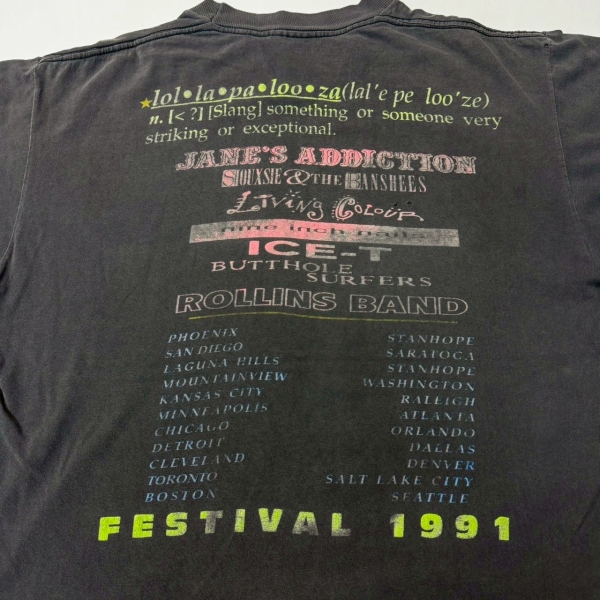 ★lol•la•pa•loo•za(lal'e pe loo'ze)
n. [< ?] [Slang] something or someone very
striking or exceptional.
JANE'S ADDICTION
SIOUXSIE & THE BANSHEES
LIVING COLOUR
nine inch nails
ICE-T
BUTTHOLE
SURFERS
ROLLINS BAND
PHOENIX
SAN DIEGO
LAGUNA HILLS
MOUNTAINVIEW
KANSAS CITY
MINNEAPOLIS
CHICAGO
DETROIT
CLEVELAND
TORONTO
BOSTON
STANHOPE
SARATOGA
STANHOPE
WASHINGTON
RALEIGH
ATLANTA
ORLANDO
DALLAS
DENVER
SALT LAKE CITY
SEATTLE
FESTIVAL 1991